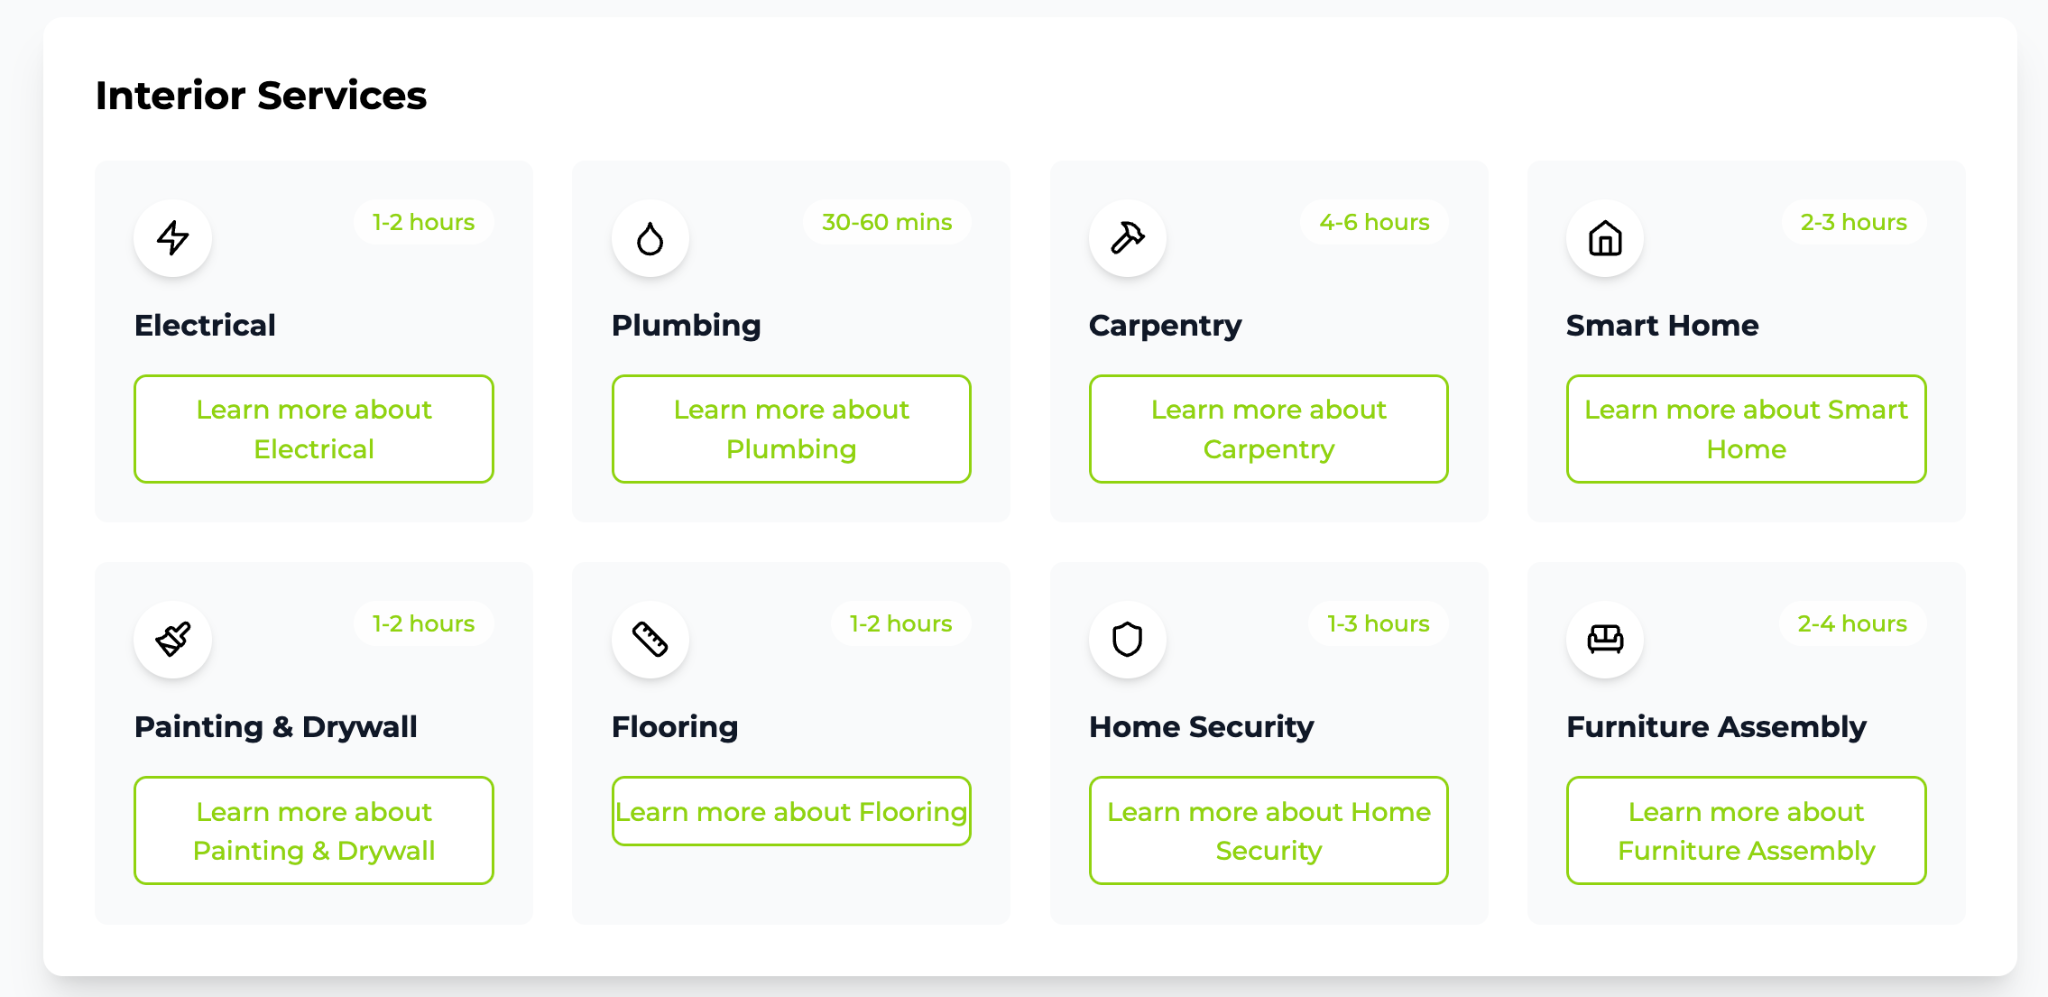 Interior Services
1-2 hours
Electrical
Learn more about
Electrical
30-60 mins
Plumbing
Learn more about
Plumbing
4-6 hours
Carpentry
Learn more about
Carpentry
2-3 hours
Smart Home
Learn more about Smart
Home
1-2 hours
Painting & Drywall
Learn more about
Painting & Drywall
1-2 hours
Flooring
Learn more about Flooring
1-3 hours
Home Security
Learn more about Home
Security
2-4 hours
Furniture Assembly
Learn more about
Furniture Assembly